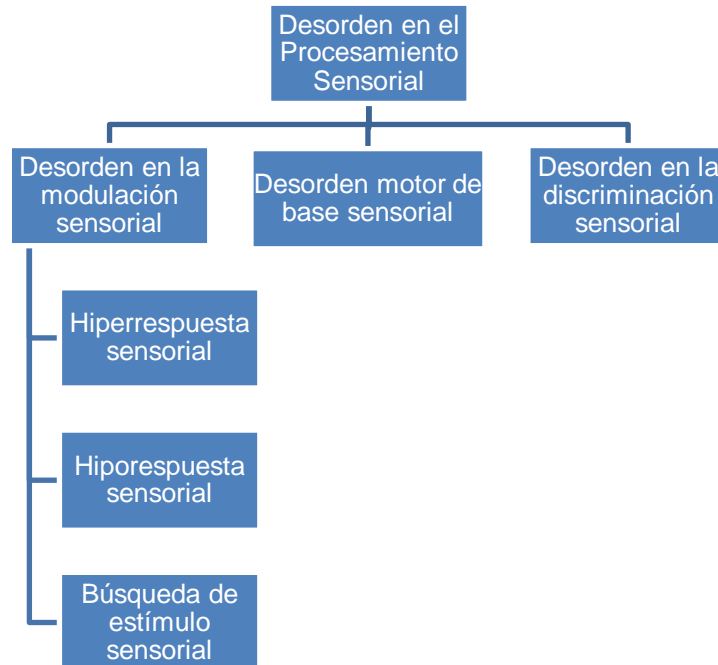 Desorden en el
Procesamiento
Sensorial
Desorden en la
modulación
sensorial
Desorden motor de
base sensorial
Desorden en la
discriminación
sensorial
Hiperrespuesta
sensorial
Hiporespuesta
sensorial
Búsqueda de
estímulo
sensorial